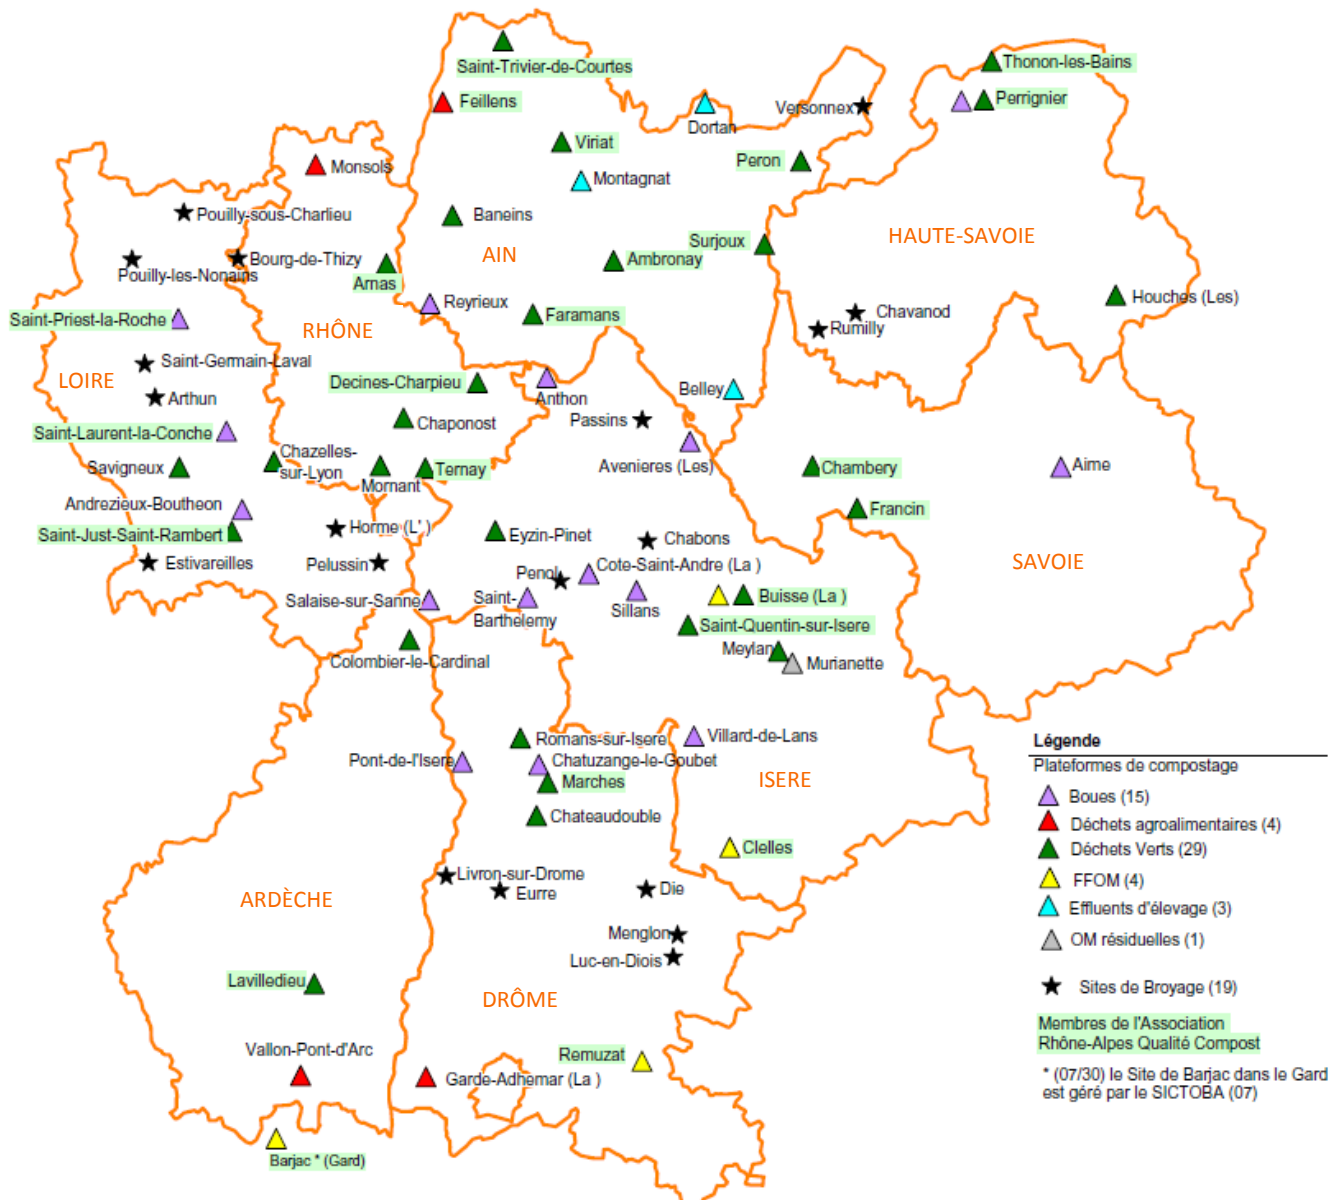 Saint-Trivier-de-Courtes
Thonon-les-Bains
Feillens
Perrignier
Versonnex
Dortan
Viriat
Peron
Monsols
Montagnat
Pouilly-sous-Charlieu
Baneins
HAUTE-SAVOIE
Surjoux
AIN
Bourg-de-Thizy
Ambronay
Pouilly-les-Nonains
Arnas
Reyrieux
Houches (Les)
Chavanod
Faramans
Saint-Priest-la-Roche
RHÔNE
Rumilly
Saint-Germain-Laval
LOIRE
Decines-Charpieu
Belley
Arthun
Anthon
Passins
Chaponost
Saint-Laurent-la-Conche
Chazelles-
sur-Lyon
Savigneux
Avenieres (Les)
Chambery
Aime
Ternay
Mornant
Andrezieux-Boutheon
Francin
Horme (L' )
Saint-Just-Saint-Rambert
Eyzin-Pinet
Chabons
Estivareilles
Pelussin
Cote-Saint-Andre (La )
SAVOIE
Penol
Salaise-sur-Sanne
Saint-
Barthelemy
Sillans
Buisse (La )
Saint-Quentin-sur-Isere
Meylan
Murianette
Colombier-le-Cardinal
Romans-sur-Isere
Villard-de-Lans
Pont-de-l'Isere
Chatuzange-le-Goubet
Marches
ISERE
Chateaudouble
Clelles
Livron-sur-Drome
Eurre
Die
ARDÈCHE
Menglon
Luc-en-Diois
Lavilledieu
DRÔME
Vallon-Pont-d'Arc
Remuzat
Garde-Adhemar (La )
Barjac * (Gard)
Légende
Plateformes de compostage
Boues (15)
Déchets agroalimentaires (4)
Déchets Verts (29)
FFOM (4)
Effluents d'élevage (3)
OM résiduelles (1)
Sites de Broyage (19)
Membres de l'Association
Rhône-Alpes Qualité Compost
* (07/30) le Site de Barjac dans le Gard
est géré par le SICTOBA (07)